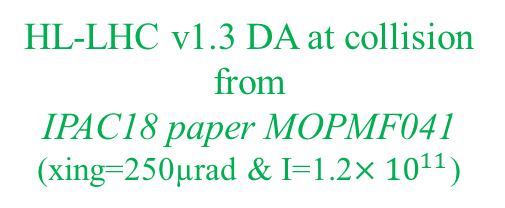 HL-LHC v1.3 DA at collision
from
IPAC18 paper MOPMF041
(xing=250μrad & I=1.2× 10¹¹)